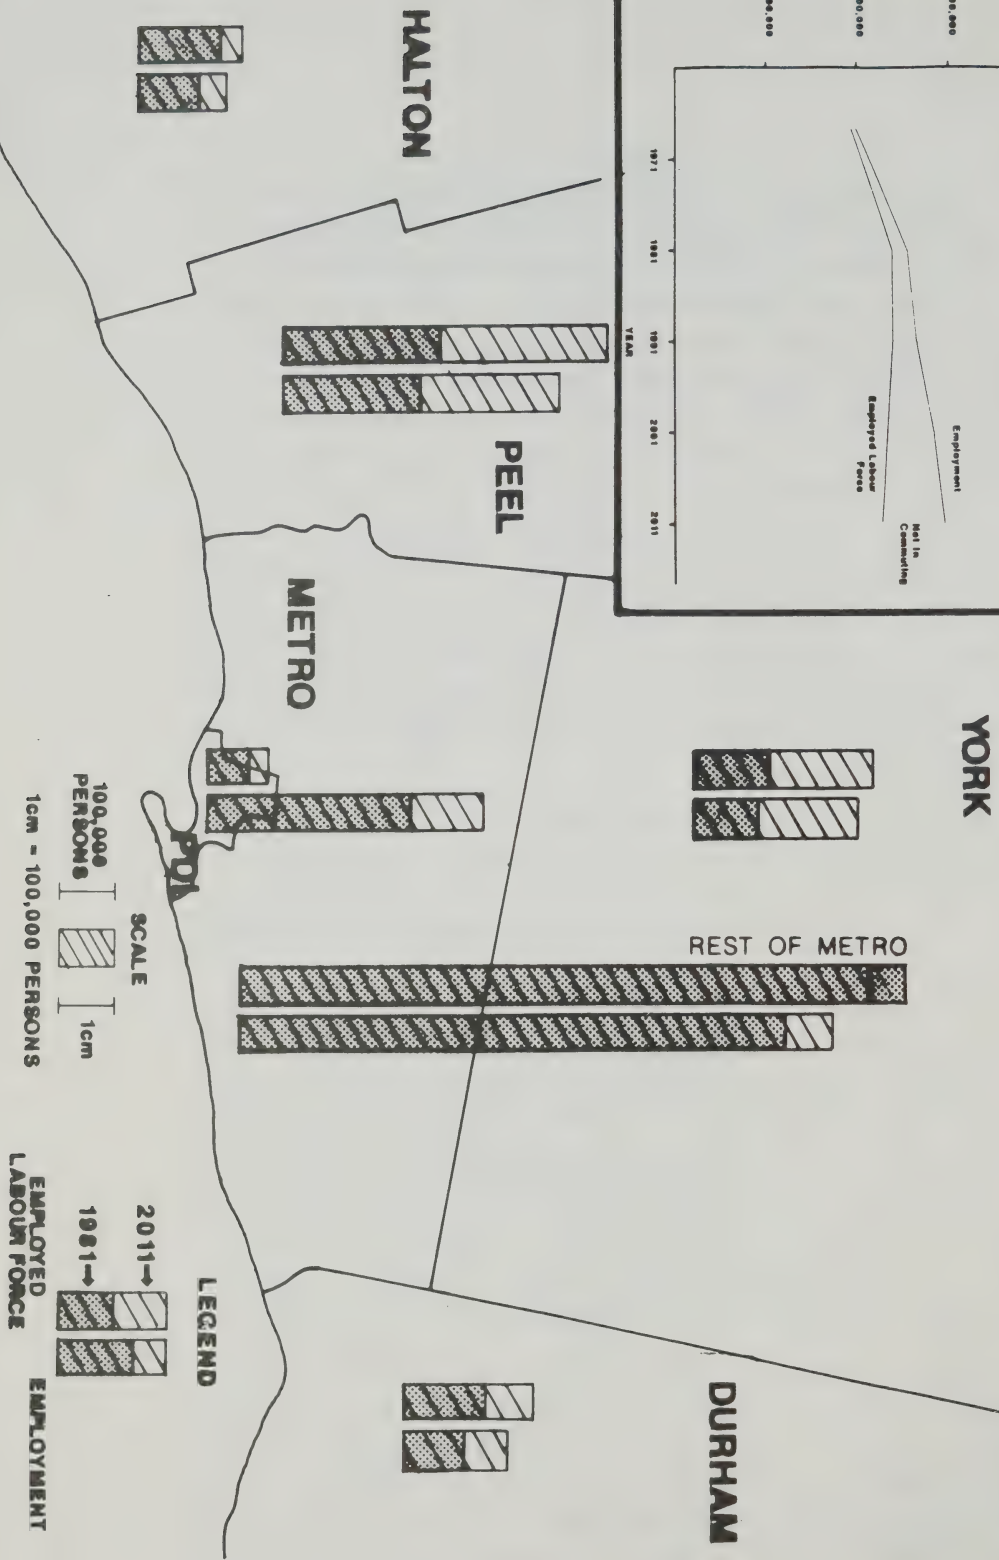 1971
1981
1991
2001
2011
YEAR
Employment
Employed Labour
Force
Net in
Commuting
HALTON
PEEL
METRO
YORK
REST OF METRO
DURHAM
SCALE
100,000
PERSONS
1cm
1cm - 100,000 PERSONS
LEGEND
2011→
1981→
EMPLOYED
LABOUR FORCE
EMPLOYMENT